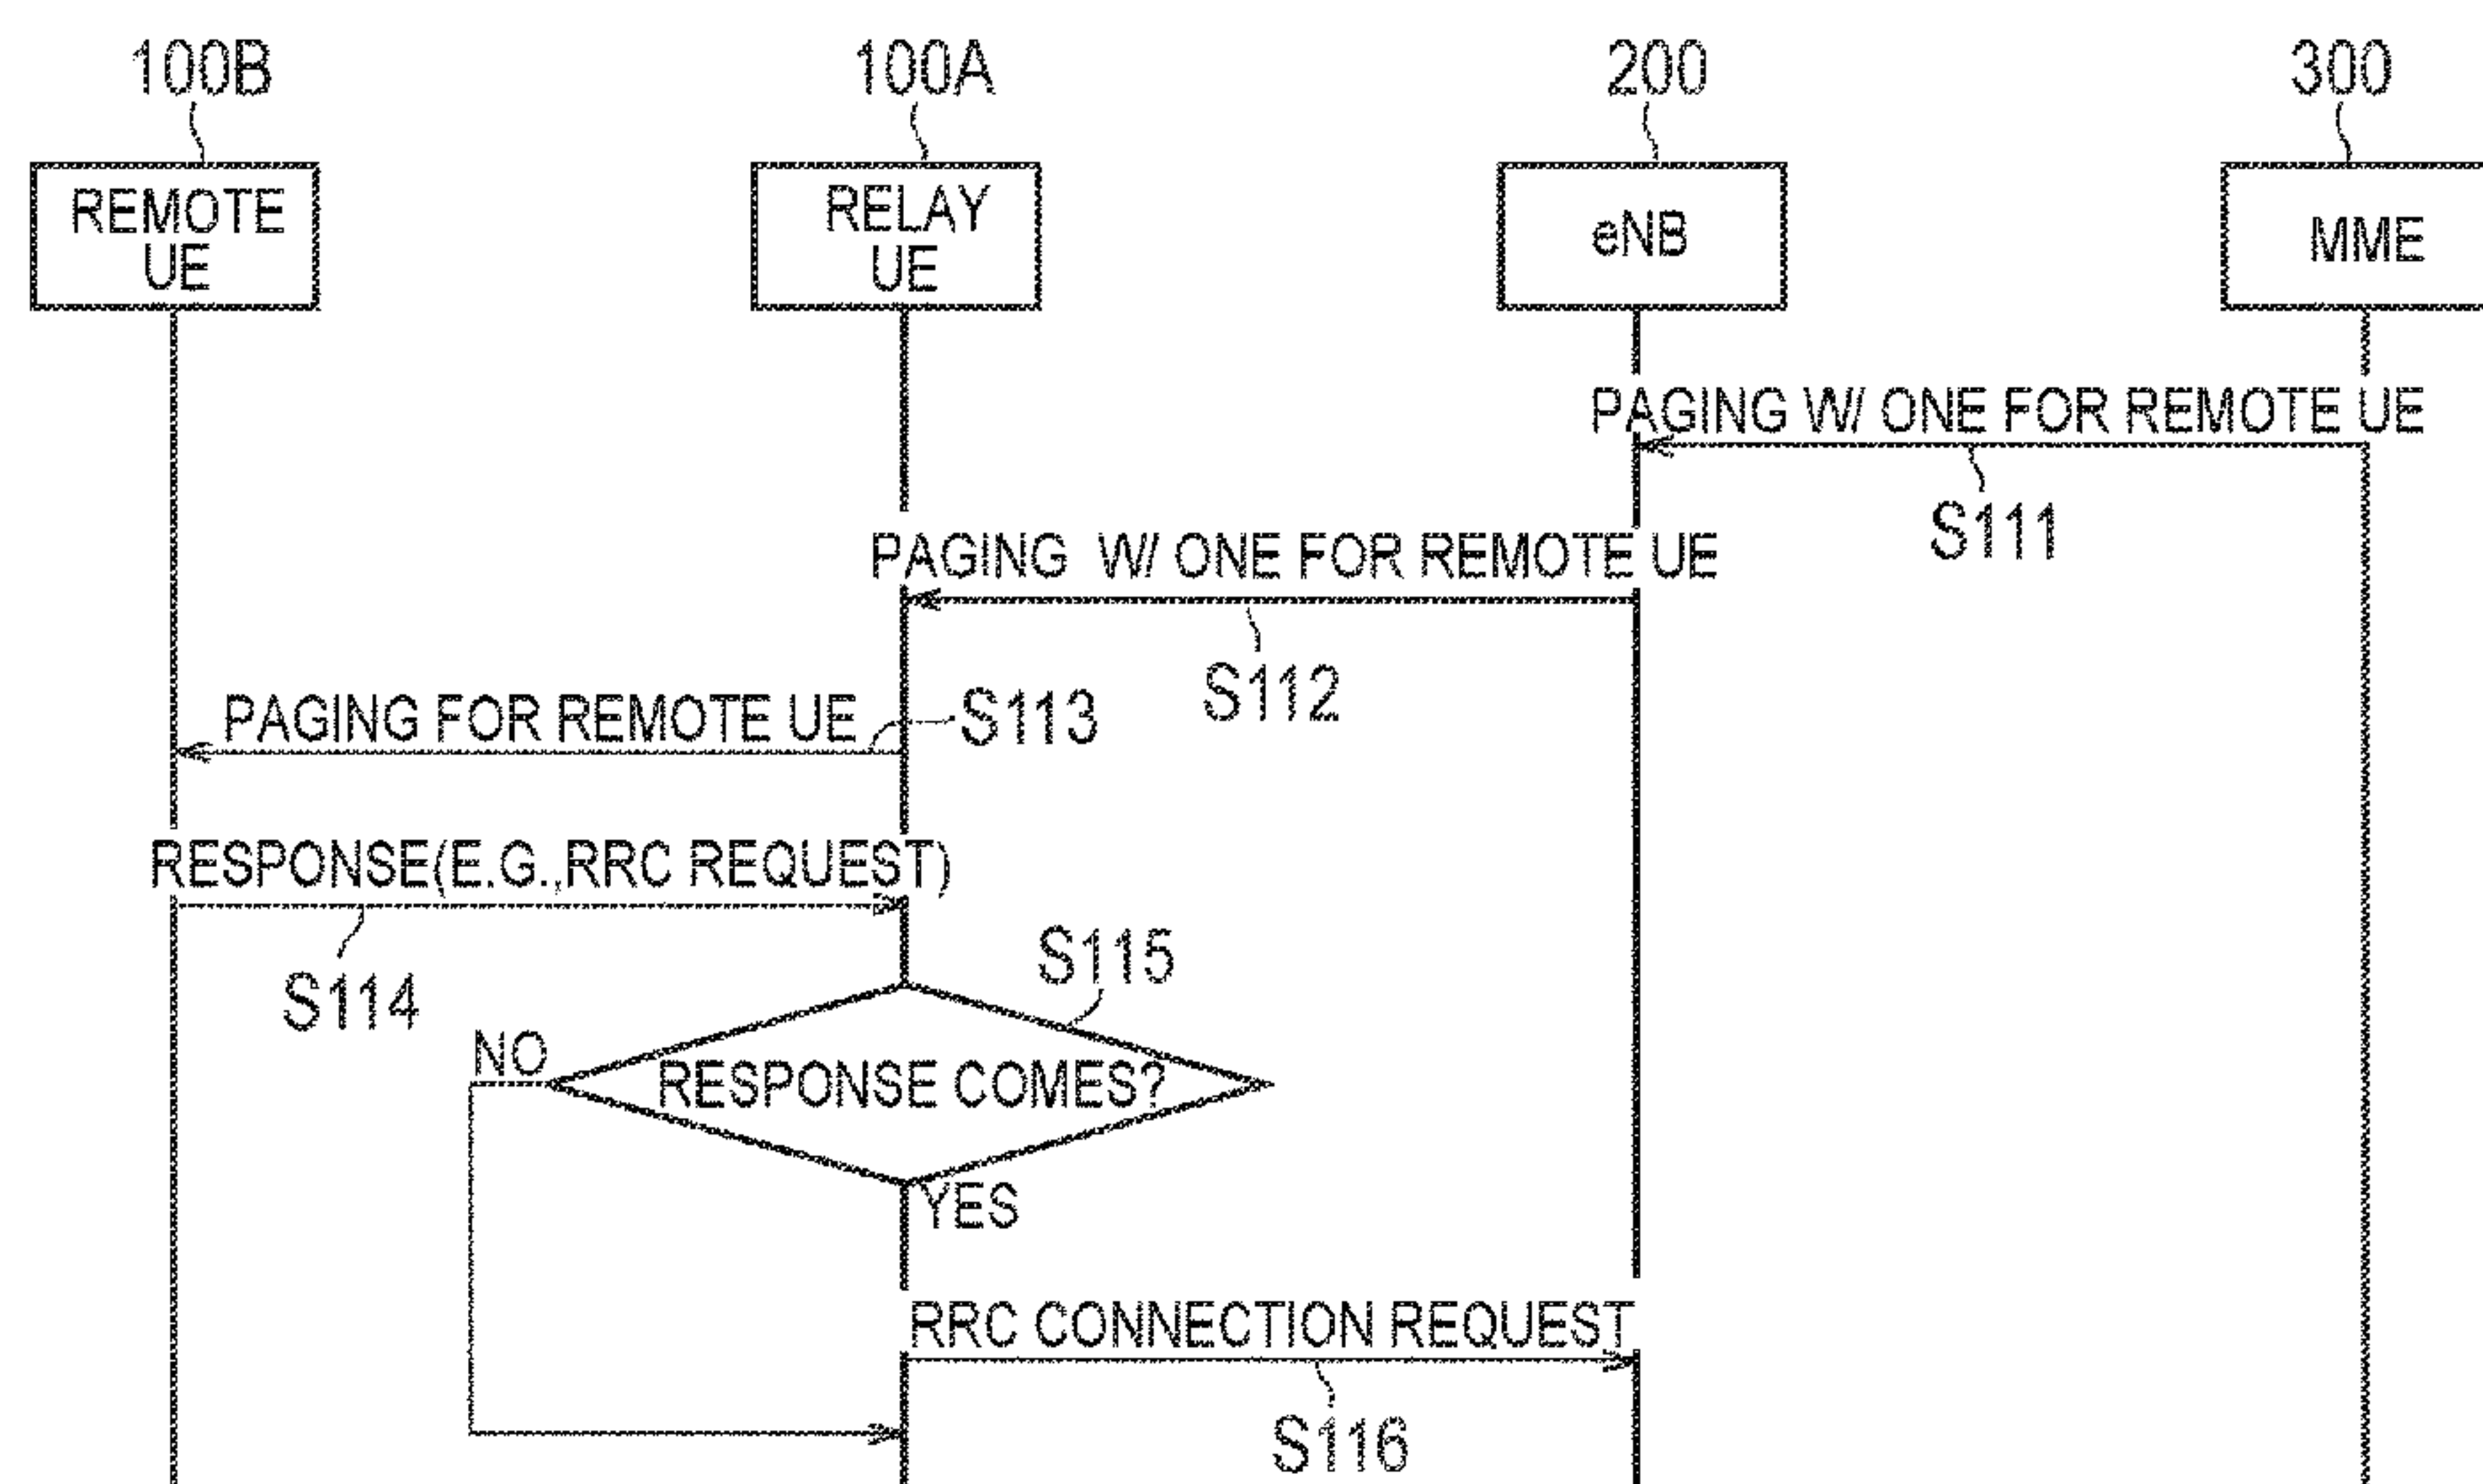 100B
100A
200
300
REMOTE
UE
RELAY
UE
eNB
MME
PAGING W/ ONE FOR REMOTE UE
S111
PAGING W/ ONE FOR REMOTE UE
S112
PAGING FOR REMOTE UE
S113
RESPONSE(E.G.,RRC REQUEST)
S114
S115
NO
RESPONSE COMES?
YES
RRC CONNECTION REQUEST
S116